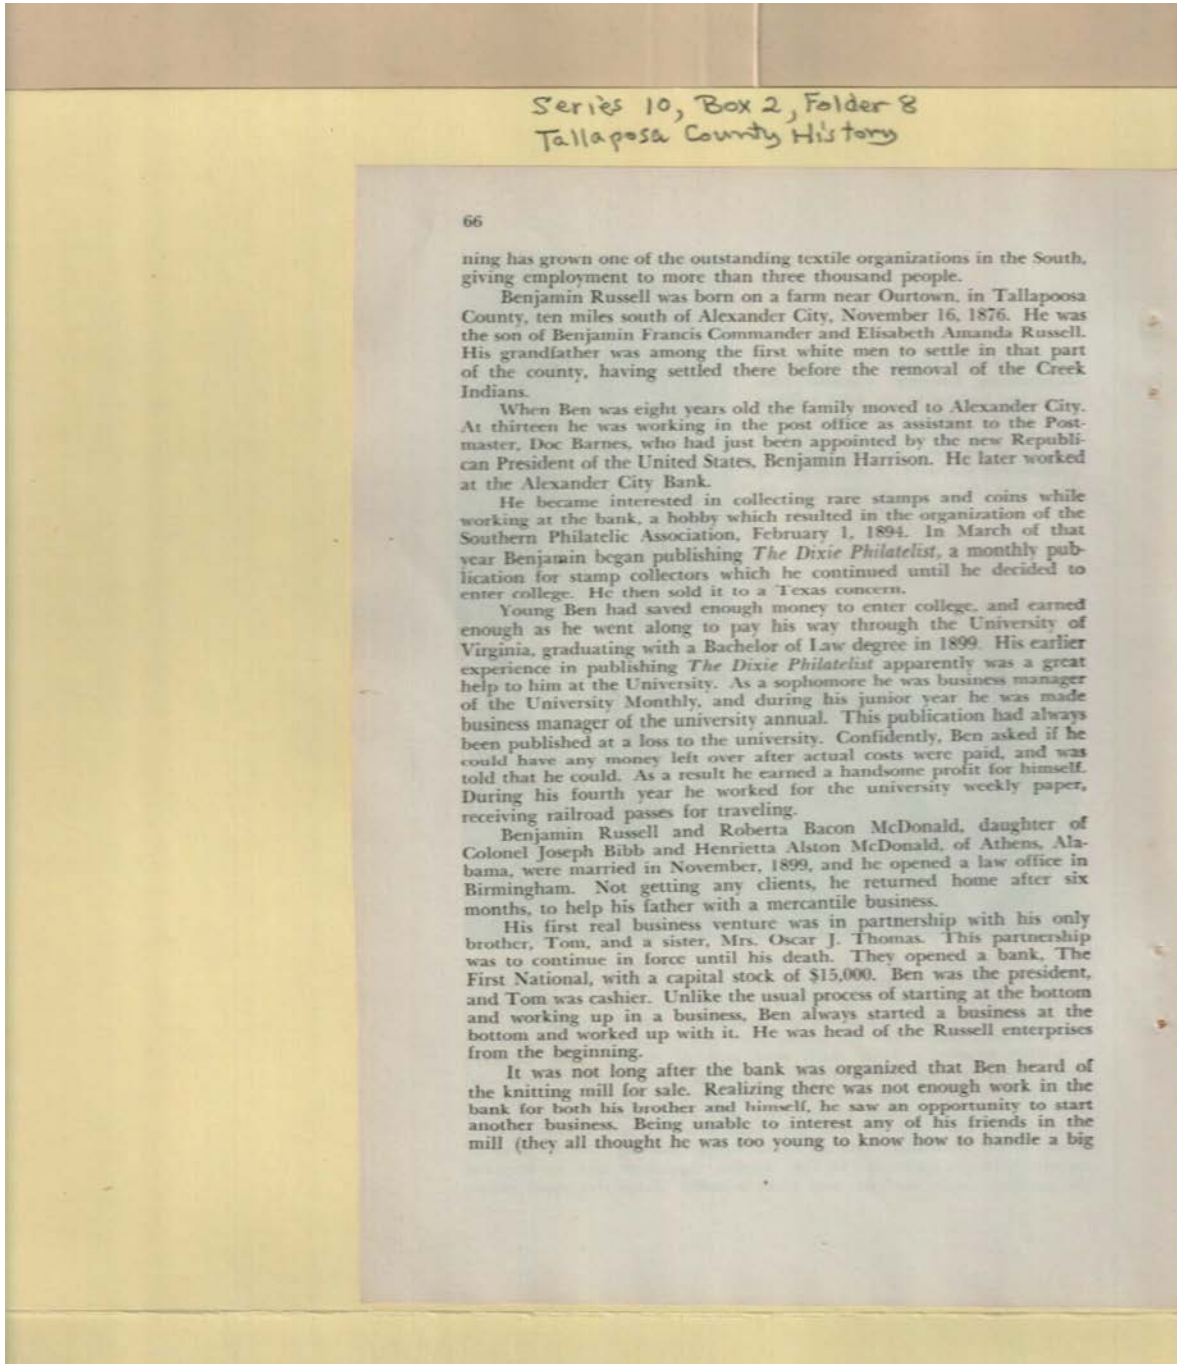 Series 10, Box 2, Folder 8
Tallaposa County History
66
ning has grown one of the outstanding textile organizations in the South,
giving employment to more than three thousand people.
Benjamin Russell was born on a farm near Ourtown, in Tallapoosa
County, ten miles south of Alexander City, November 16, 1876. He was
the son of Benjamin Francis Commander and Elisabeth Amanda Russell.
His grandfather was among the first white men to settle in that part
of the county, having settled there before the removal of the Creek
Indians.
When Ben was eight years old the family moved to Alexander City.
At thirteen he was working in the post office as assistant to the Post-
master, Doc Barnes, who had just been appointed by the new Republi-
can President of the United States, Benjamin Harrison. He later worked
at the Alexander City Bank.
He became interested in collecting rare stamps and coins while
working at the bank, a hobby which resulted in the organization of the
Southern Philatelic Association, February 1, 1894. In March of that
year Benjamin began publishing The Dixie Philatelist, a monthly pub-
lication for stamp collectors which he continued until he decided to
enter college. He then sold it to a Texas concern.
Young Ben had saved enough money to enter college, and earned
enough as he went along to pay his way through the University of
Virginia, graduating with a Bachelor of Law degree in 1899. His earlier
experience in publishing The Dixie Philatelist apparently was a great
help to him at the University. As a sophomore he was business manager
of the University Monthly, and during his junior year he was made
business manager of the university annual. This publication had always
been published at a loss to the university. Confidently, Ben asked if he
could have any money left over after actual costs were paid, and was
told that he could. As a result he earned a handsome profit for himself.
During his fourth year he worked for the university weekly paper,
receiving railroad passes for traveling.
Benjamin Russell and Roberta Bacon McDonald, daughter of
Colonel Joseph Bibb and Henrietta Alston McDonald, of Athens, Ala-
bama, were married in November, 1899, and he opened a law office in
Birmingham. Not getting any clients, he returned home after six
months, to help his father with a mercantile business.
His first real business venture was in partnership with his only
brother, Tom, and a sister, Mrs. Oscar J. Thomas. This partnership
was to continue in force until his death. They opened a bank, The
First National, with a capital stock of $15,000. Ben was the president,
and Tom was cashier. Unlike the usual process of starting at the bottom
and working up in a business, Ben always started a business at the
bottom and worked up with it. He was head of the Russell enterprises
from the beginning.
It was not long after the bank was organized that Ben heard of
the knitting mill for sale. Realizing there was not enough work in the
bank for both his brother and himself, he saw an opportunity to start
another business. Being unable to interest any of his friends in the
mill (they all thought he was too young to know how to handle a big